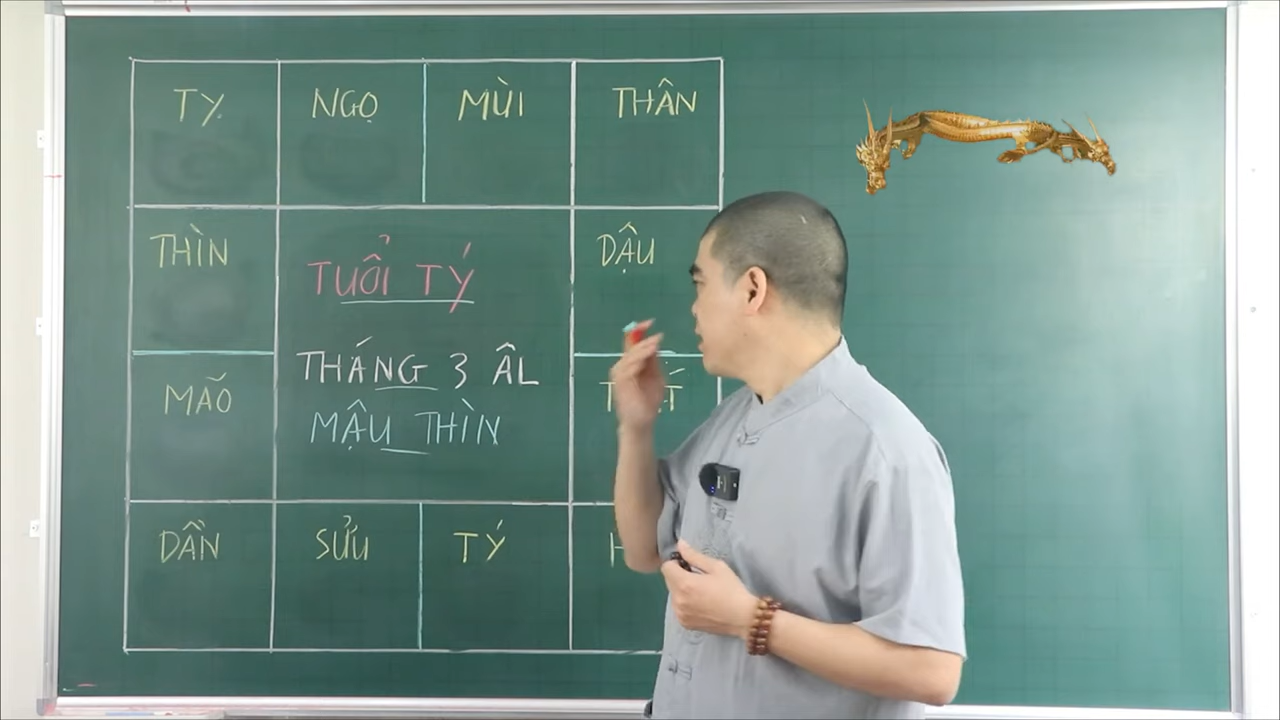 TỴ NGỌ MÙI THÂN
THÌN DẬU
TUỔI TÝ
THÁNG 3 ÂL
MÃO
MẬU THÌN
DẦN SỬU TÝ